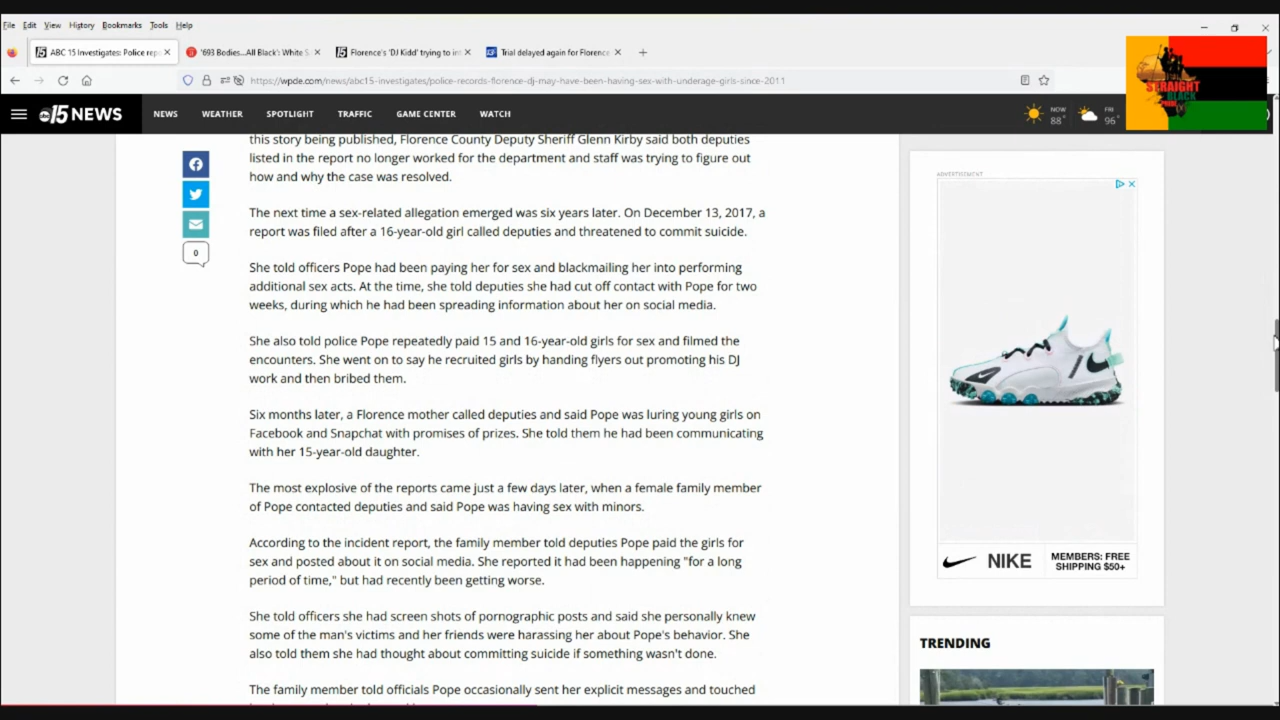 File Edit View History Bookmarks Tools Help
ABC 15 Investigates: Police rep
'693 Bodies...All Black': White S
Florence's 'DJ Kidd' trying to in
Trial delayed again for Florence
https://wpde.com/news/abc15-investigates/police-records-florence-dj-may-have-been-having-sex-with-underage-girls-since-2011
STRAIGHT
BLACK
PRIDE
abc 15 NEWS NEWS WEATHER SPOTLIGHT TRAFFIC GAME CENTER WATCH
NOW
88°
FRI
96°
this story being published, Florence County Deputy Sheriff Glenn Kirby said both deputies
listed in the report no longer worked for the department and staff was trying to figure out
how and why the case was resolved.
The next time a sex-related allegation emerged was six years later. On December 13, 2017, a
report was filed after a 16-year-old girl called deputies and threatened to commit suicide.
She told officers Pope had been paying her for sex and blackmailing her into performing
additional sex acts. At the time, she told deputies she had cut off contact with Pope for two
weeks, during which he had been spreading information about her on social media.
She also told police Pope repeatedly paid 15 and 16-year-old girls for sex and filmed the
encounters. She went on to say he recruited girls by handing flyers out promoting his DJ
work and then bribed them.
Six months later, a Florence mother called deputies and said Pope was luring young girls on
Facebook and Snapchat with promises of prizes. She told them he had been communicating
with her 15-year-old daughter.
The most explosive of the reports came just a few days later, when a female family member
of Pope contacted deputies and said Pope was having sex with minors.
According to the incident report, the family member told deputies Pope paid the girls for
sex and posted about it on social media. She reported it had been happening "for a long
period of time," but had recently been getting worse.
She told officers she had screen shots of pornographic posts and said she personally knew
some of the man's victims and her friends were harassing her about Pope's behavior. She
also told them she had thought about committing suicide if something wasn't done.
The family member told officials Pope occasionally sent her explicit messages and touched
0
ADVERTISEMENT
NIKE
MEMBERS: FREE
SHIPPING $50+
TRENDING